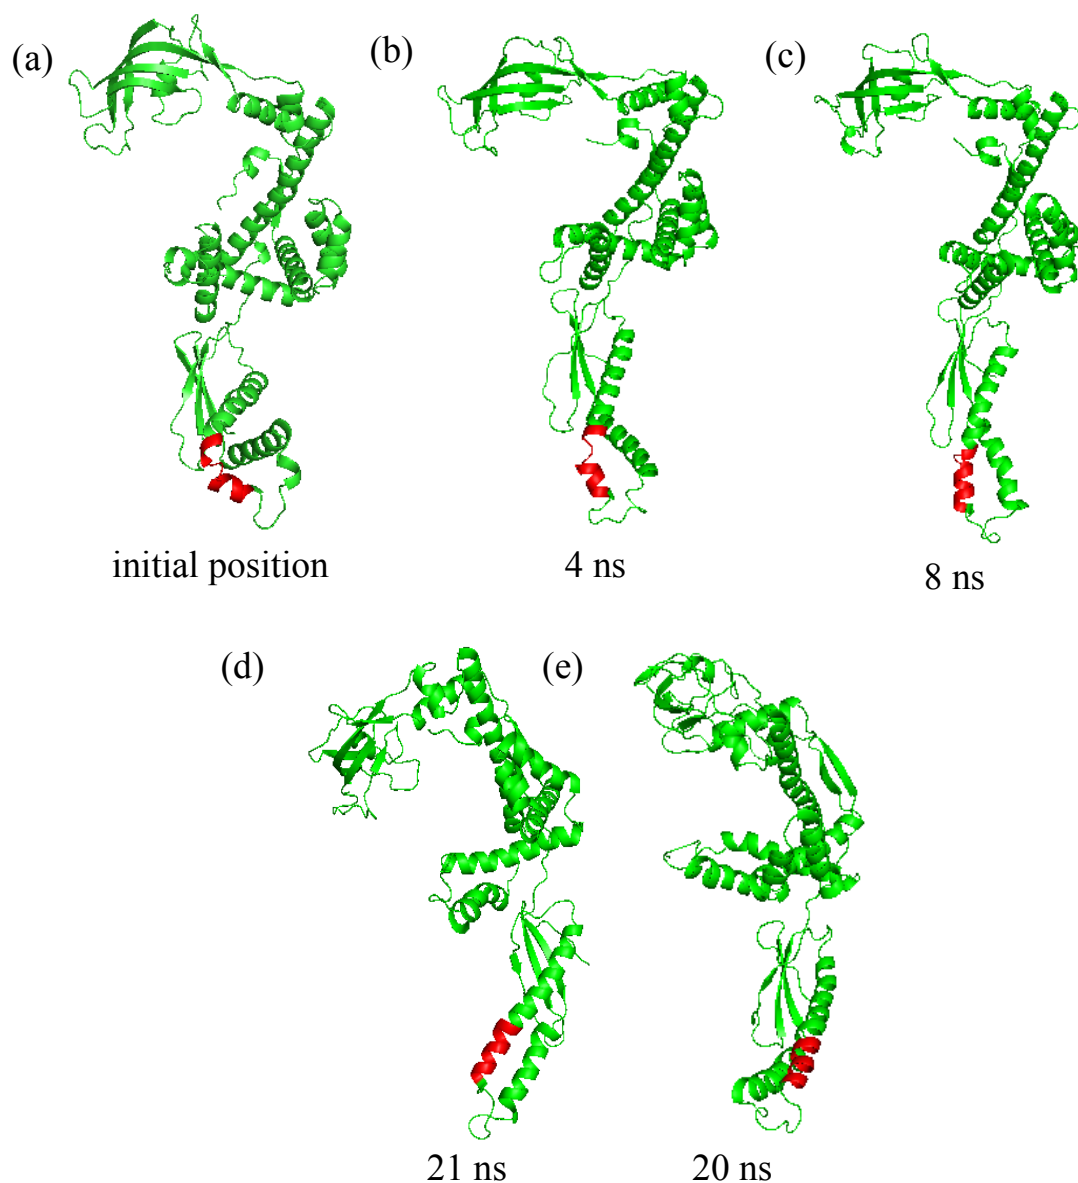 (a)
(b)
(c)
initial position
4 ns
8 ns
(d)
(e)
21 ns
20 ns